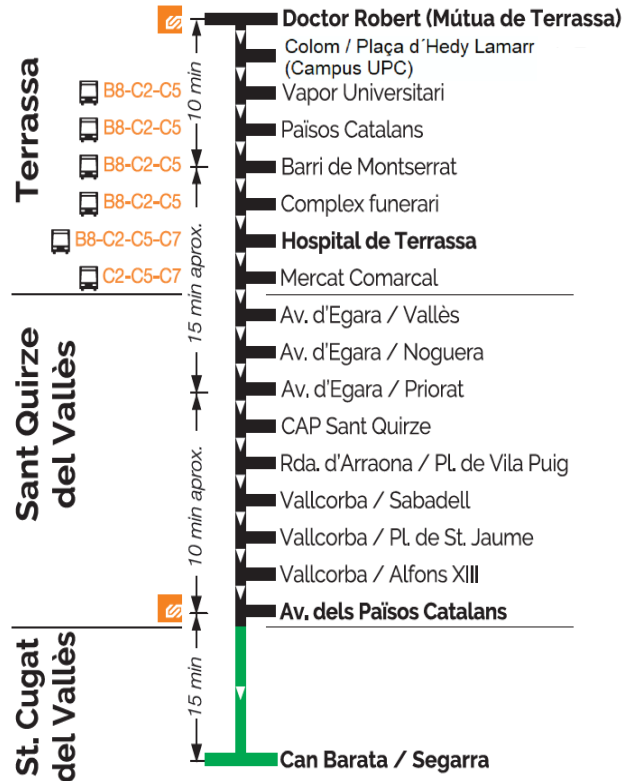 Doctor Robert (Mútua de Terrassa)
Colom / Plaça d´Hedy Lamarr
(Campus UPC)
B8-C2-C5 Vapor Universitari
B8-C2-C5 Països Catalans
B8-C2-C5 Barri de Montserrat
B8-C2-C5 Complex funerari
B8-C2-C5-C7 Hospital de Terrassa
C2-C5-C7 Mercat Comarcal
Terrassa
10 min
15 min aprox.
Av. d'Egara / Vallès
Av. d'Egara / Noguera
Av. d'Egara / Priorat
CAP Sant Quirze
Rda. d'Arraona / Pl. de Vila Puig
Vallcorba / Sabadell
Vallcorba / Pl. de St. Jaume
Vallcorba / Alfons XIII
Av. dels Països Catalans
Sant Quirze
del Vallès
10 min aprox.
Can Barata / Segarra
St. Cugat
del Vallès
15 min